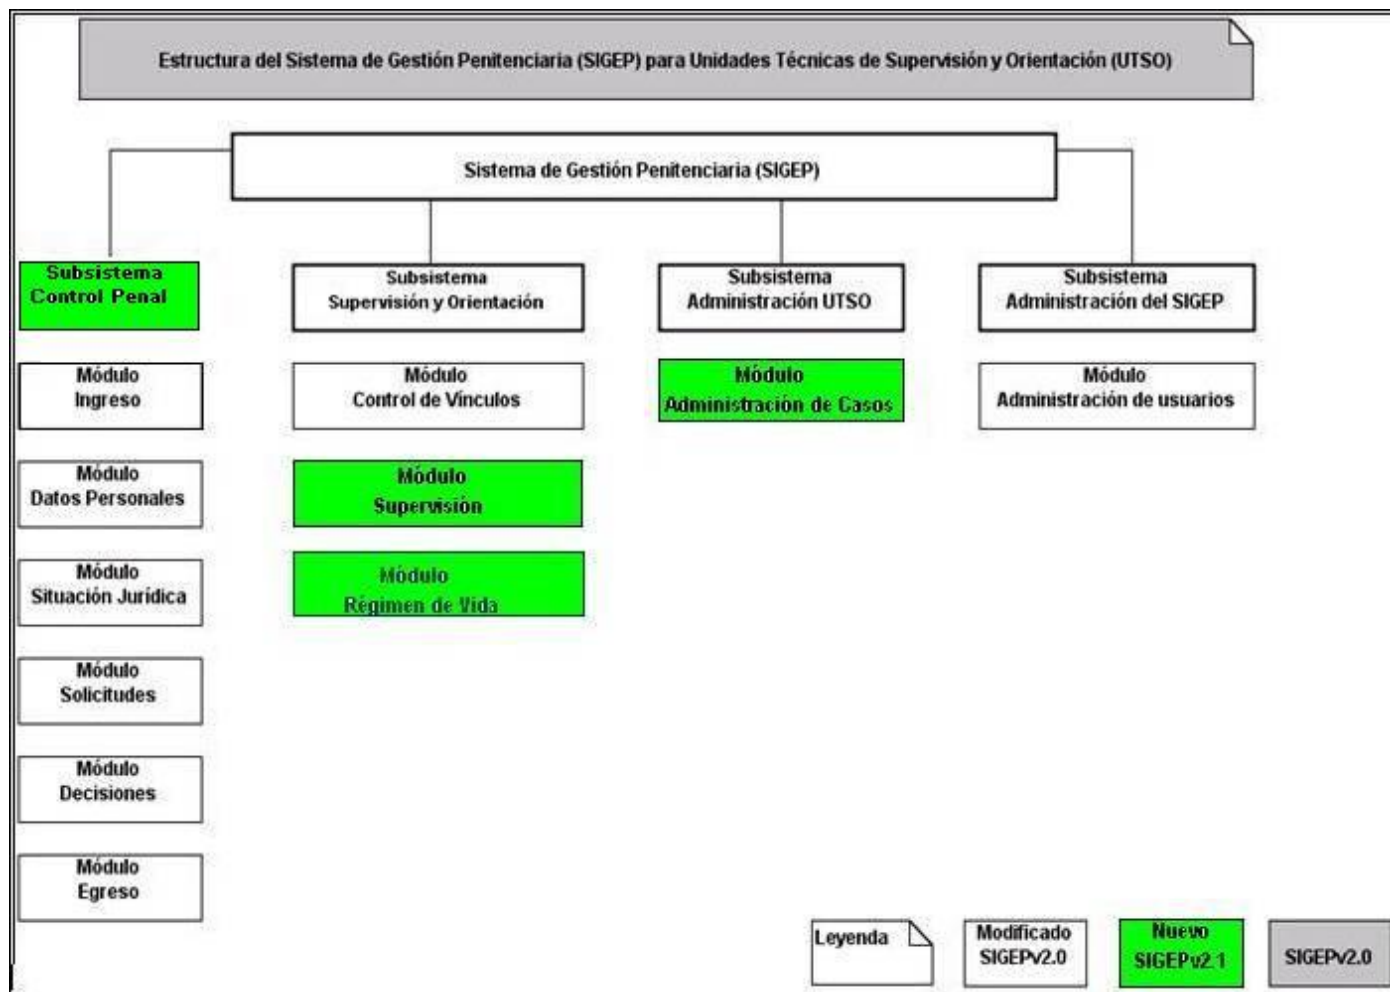 Estructura del Sistema de Gestión Penitenciaria (SIGEP) para Unidades Técnicas de Supervisión y Orientación (UTSO)
Sistema de Gestión Penitenciaria (SIGEP)
Subsistema
Control Penal
Módulo
Ingreso
Módulo
Datos Personales
Módulo
Situación Jurídica
Módulo
Solicitudes
Módulo
Decisiones
Módulo
Egreso
Subsistema
Supervisión y Orientación
Módulo
Control de Vínculos
Módulo
Supervisión
Módulo
Régimen de Vida
Subsistema
Administración UTSO
Módulo
Administración de Casos
Subsistema
Administración del SIGEP
Módulo
Administración de usuarios
Leyenda
Modificado
SIGEPv2.0
Nuevo
SIGEPv2.1
SIGEPv2.0